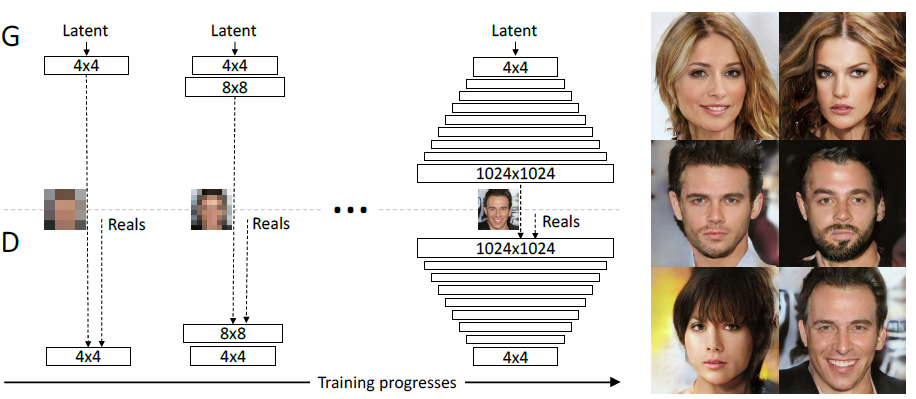 G
Latent
Latent
Latent
4x4
4x4
4x4
8x8
1024x1024
Reals
Reals
...
Reals
D
1024x1024
8x8
4x4
4x4
4x4
Training progresses